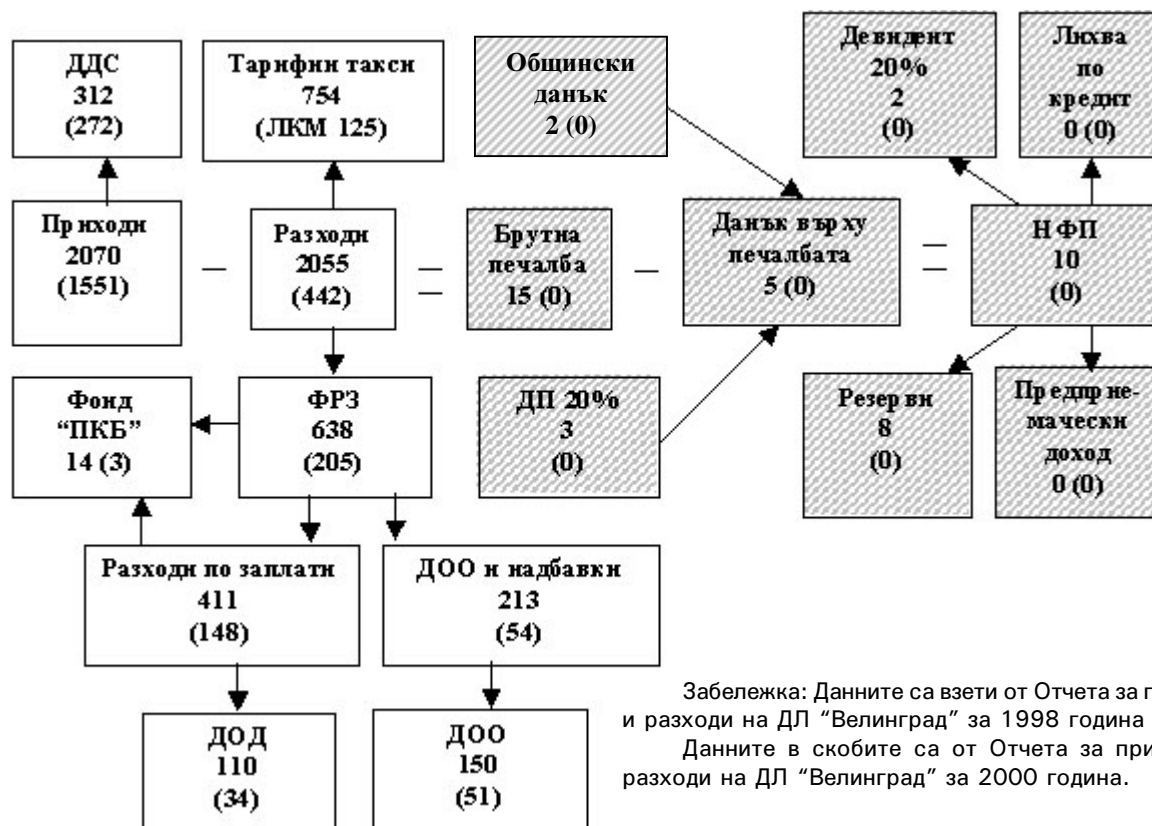 ДДС
312
(272)
Тарифни такси
754
(ЛКМ 125)
Общински
данък
2 (0)
Девидент
20%
2
(0)
Лихва
по
кредит
0 (0)
Приходи
2070
(1551)
–
Разходи
2055
(442)
=
Брутна
печалба
15 (0)
–
Данък върху
печалбата
5 (0)
=
НФП
10
(0)
Фонд
“ПКБ”
14 (3)
ФРЗ
638
(205)
ДП 20%
3
(0)
Резерви
8
(0)
Предприе-
мачески
доход
0 (0)
Разходи по заплати
411
(148)
ДОО и надбавки
213
(54)
ДОД
110
(34)
ДОО
150
(51)
Забележка: Данните са взети от Отчета за
и разходи на ДЛ “Велинград” за 1998 година
Данните в скобите са от Отчета за
разходи на ДЛ “Велинград” за 2000 година.